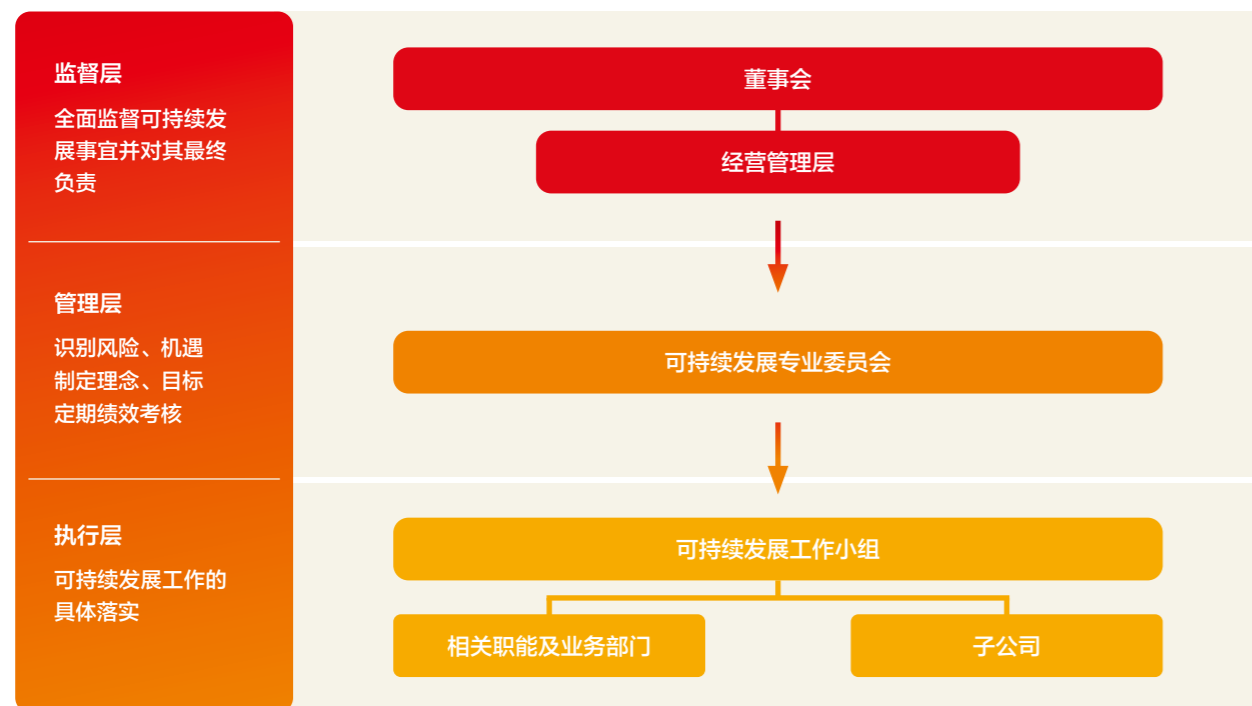 监督层
全面监督可持续发
展事宜并对其最终
负责
董事会
经营管理层
管理层
识别风险、机遇
制定理念、目标
定期绩效考核
可持续发展专业委员会
执行层
可持续发展工作的
具体落实
可持续发展工作小组
相关职能及业务部门
子公司